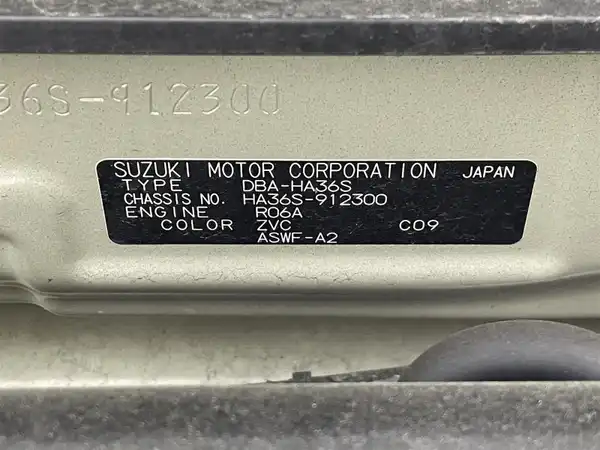 36S-912300
SUZUKI MOTOR CORPORATION JAPAN
TYPE DBA-HA36S
CHASSIS NO. HA36S-912300
ENGINE R06A
COLOR ZVC C09
ASWF-A2